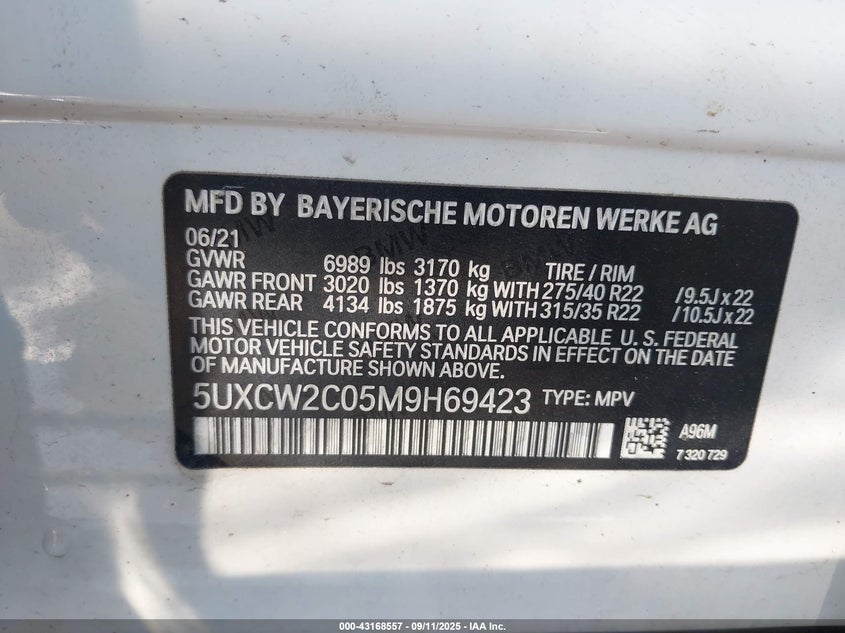 MFD BY BAYERISCHE MOTOREN WERKE AG
06/21
GVWR 6989 lbs 3170 kg TIRE / RIM
GAWR FRONT 3020 lbs 1370 kg WITH 275/40 R22 /9.5J x 22
GAWR REAR 4134 lbs 1875 kg WITH 315/35 R22 /10.5J x 22
THIS VEHICLE CONFORMS TO ALL APPLICABLE U. S. FEDERAL
MOTOR VEHICLE SAFETY STANDARDS IN EFFECT ON THE DATE
OF MANUFACTURE SHOWN ABOVE.
5UXCW2C05M9H69423 TYPE: MPV
A96M
7 320 729
000-43168557 - 09/11/2025 - IAA Inc.